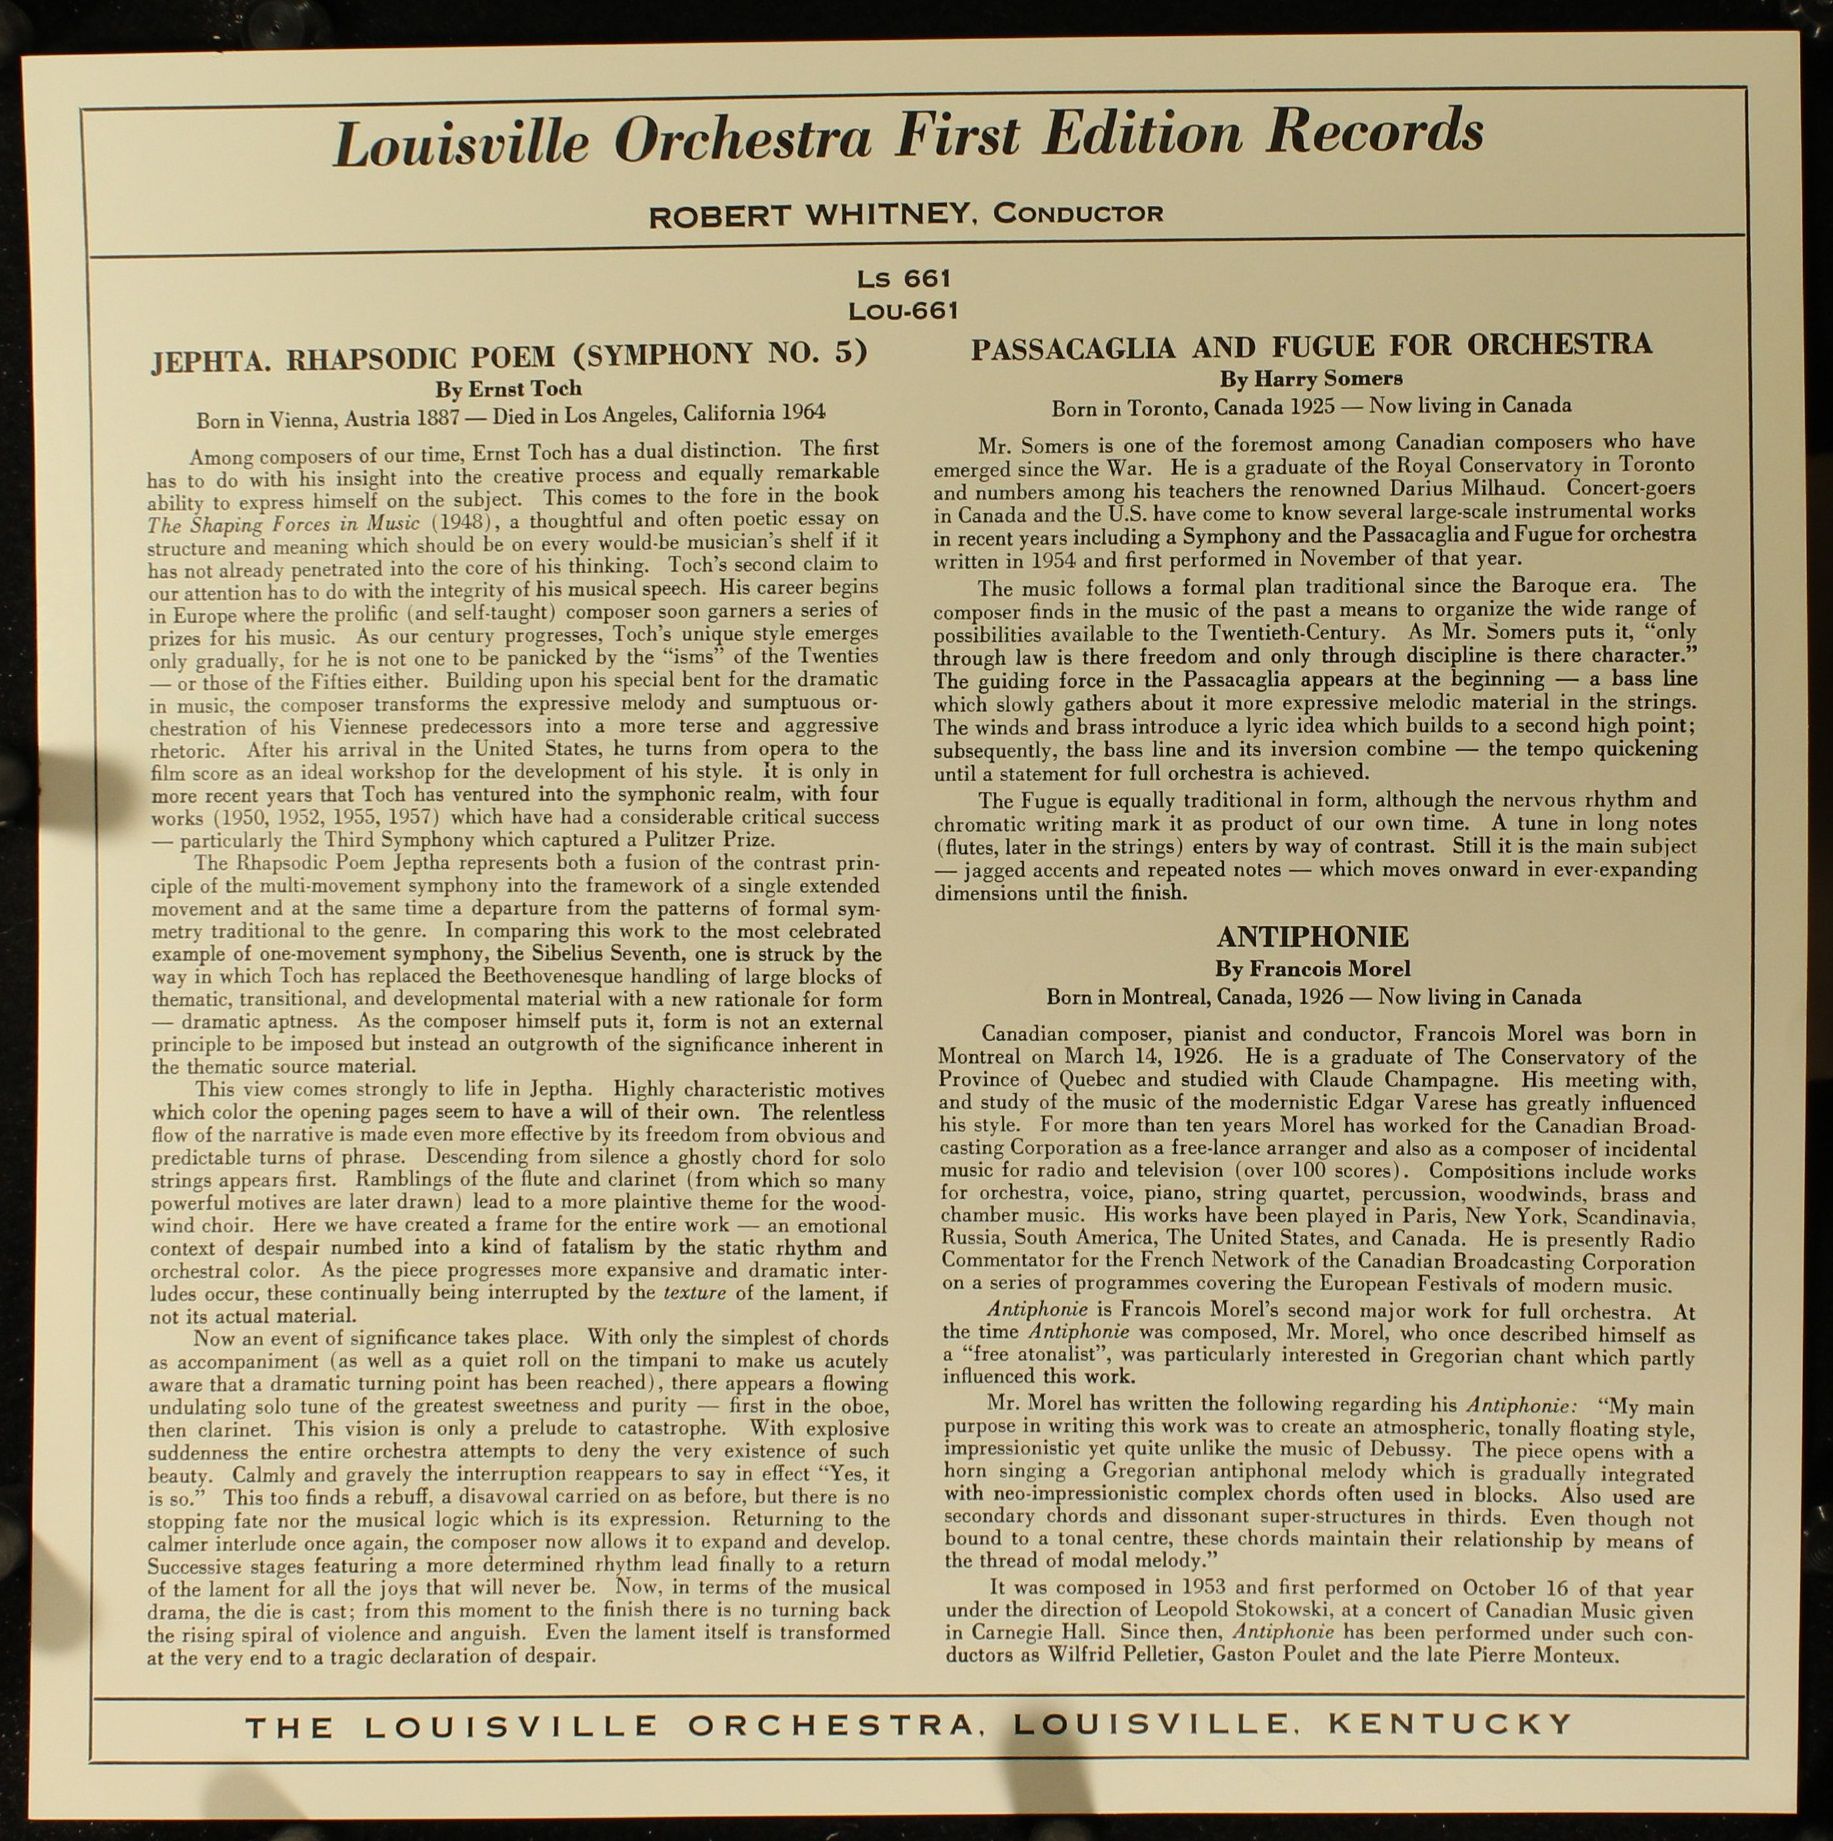 Louisville Orchestra First Edition Records
ROBERT WHITNEY, CONDUCTOR
LS 661
LOU-661
JEPHTA. RHAPSODIC POEM (SYMPHONY NO. 5)
By Ernst Toch
Born in Vienna, Austria 1887 — Died in Los Angeles, California 1964
Among composers of our time, Ernst Toch has a dual distinction. The first
has to do with his insight into the creative process and equally remarkable
ability to express himself on the subject. This comes to the fore in the book
The Shaping Forces in Music (1948), a thoughtful and often poetic essay on
structure and meaning which should be on every would-be musician's shelf if it
has not already penetrated into the core of his thinking. Toch's second claim to
our attention has to do with the integrity of his musical speech. His career begins
in Europe where the prolific (and self-taught) composer soon garners a series of
prizes for his music. As our century progresses, Toch's unique style emerges
only gradually, for he is not one to be panicked by the "isms" of the Twenties
— or those of the Fifties either. Building upon his special bent for the dramatic
in music, the composer transforms the expressive melody and sumptuous or-
chestration of his Viennese predecessors into a more terse and aggressive
rhetoric. After his arrival in the United States, he turns from opera to the
film score as an ideal workshop for the development of his style. It is only in
more recent years that Toch has ventured into the symphonic realm, with four
works (1950, 1952, 1955, 1957) which have had a considerable critical success
— particularly the Third Symphony which captured a Pulitzer Prize.
The Rhapsodic Poem Jeptha represents both a fusion of the contrast prin-
ciple of the multi-movement symphony into the framework of a single extended
movement and at the same time a departure from the patterns of formal sym-
metry traditional to the genre. In comparing this work to the most celebrated
example of one-movement symphony, the Sibelius Seventh, one is struck by the
way in which Toch has replaced the Beethovenesque handling of large blocks of
thematic, transitional, and developmental material with a new rationale for form
— dramatic aptness. As the composer himself puts it, form is not an external
principle to be imposed but instead an outgrowth of the significance inherent in
the thematic source material.
This view comes strongly to life in Jeptha. Highly characteristic motives
which color the opening pages seem to have a will of their own. The relentless
flow of the narrative is made even more effective by its freedom from obvious and
predictable turns of phrase. Descending from silence a ghostly chord for solo
strings appears first. Ramblings of the flute and clarinet (from which so many
powerful motives are later drawn) lead to a more plaintive theme for the wood-
wind choir. Here we have created a frame for the entire work — an emotional
context of despair numbed into a kind of fatalism by the static rhythm and
orchestral color. As the piece progresses more expansive and dramatic inter-
ludes occur, these continually being interrupted by the texture of the lament, if
not its actual material.
Now an event of significance takes place. With only the simplest of chords
as accompaniment (as well as a quiet roll on the timpani to make us acutely
aware that a dramatic turning point has been reached), there appears a flowing
undulating solo tune of the greatest sweetness and purity — first in the oboe,
then clarinet. This vision is only a prelude to catastrophe. With explosive
suddenness the entire orchestra attempts to deny the very existence of such
beauty. Calmly and gravely the interruption reappears to say in effect "Yes, it
is so." This too finds a rebuff, a disavowal carried on as before, but there is no
stopping fate nor the musical logic which is its expression. Returning to the
calmer interlude once again, the composer now allows it to expand and develop.
Successive stages featuring a more determined rhythm lead finally to a return
of the lament for all the joys that will never be. Now, in terms of the musical
drama, the die is cast; from this moment to the finish there is no turning back
the rising spiral of violence and anguish. Even the lament itself is transformed
at the very end to a tragic declaration of despair.
PASSACAGLIA AND FUGUE FOR ORCHESTRA
By Harry Somers
Born in Toronto, Canada 1925 — Now living in Canada
Mr. Somers is one of the foremost among Canadian composers who have
emerged since the War. He is a graduate of the Royal Conservatory in Toronto
and numbers among his teachers the renowned Darius Milhaud. Concert-goers
in Canada and the U.S. have come to know several large-scale instrumental works
in recent years including a Symphony and the Passacaglia and Fugue for orchestra
written in 1954 and first performed in November of that year.
The music follows a formal plan traditional since the Baroque era. The
composer finds in the music of the past a means to organize the wide range of
possibilities available to the Twentieth-Century. As Mr. Somers puts it, "only
through law is there freedom and only through discipline is there character."
The guiding force in the Passacaglia appears at the beginning — a bass line
which slowly gathers about it more expressive melodic material in the strings.
The winds and brass introduce a lyric idea which builds to a second high point;
subsequently, the bass line and its inversion combine — the tempo quickening
until a statement for full orchestra is achieved.
The Fugue is equally traditional in form, although the nervous rhythm and
chromatic writing mark it as product of our own time. A tune in long notes
(flutes, later in the strings) enters by way of contrast. Still it is the main subject
— jagged accents and repeated notes — which moves onward in ever-expanding
dimensions until the finish.
ANTIPHONIE
By Francois Morel
Born in Montreal, Canada, 1926 — Now living in Canada
Canadian composer, pianist and conductor, Francois Morel was born in
Montreal on March 14, 1926. He is a graduate of The Conservatory of the
Province of Quebec and studied with Claude Champagne. His meeting with,
and study of the music of the modernistic Edgar Varese has greatly influenced
his style. For more than ten years Morel has worked for the Canadian Broad-
casting Corporation as a free-lance arranger and also as a composer of incidental
music for radio and television (over 100 scores). Compositions include works
for orchestra, voice, piano, string quartet, percussion, woodwinds, brass and
chamber music. His works have been played in Paris, New York, Scandinavia,
Russia, South America, The United States, and Canada. He is presently Radio
Commentator for the French Network of the Canadian Broadcasting Corporation
on a series of programmes covering the European Festivals of modern music.
Antiphonie is Francois Morel's second major work for full orchestra. At
the time Antiphonie was composed, Mr. Morel, who once described himself as
a "free atonalist", was particularly interested in Gregorian chant which partly
influenced this work.
Mr. Morel has written the following regarding his Antiphonie: "My main
purpose in writing this work was to create an atmospheric, tonally floating style,
impressionistic yet quite unlike the music of Debussy. The piece opens with a
horn singing a Gregorian antiphonal melody which is gradually integrated
with neo-impressionistic complex chords often used in blocks. Also used are
secondary chords and dissonant super-structures in thirds. Even though not
bound to a tonal centre, these chords maintain their relationship by means of
the thread of modal melody."
It was composed in 1953 and first performed on October 16 of that year
under the direction of Leopold Stokowski, at a concert of Canadian Music given
in Carnegie Hall. Since then, Antiphonie has been performed under such con-
ductors as Wilfrid Pelletier, Gaston Poulet and the late Pierre Monteux.
THE LOUISVILLE ORCHESTRA, LOUISVILLE, KENTUCKY